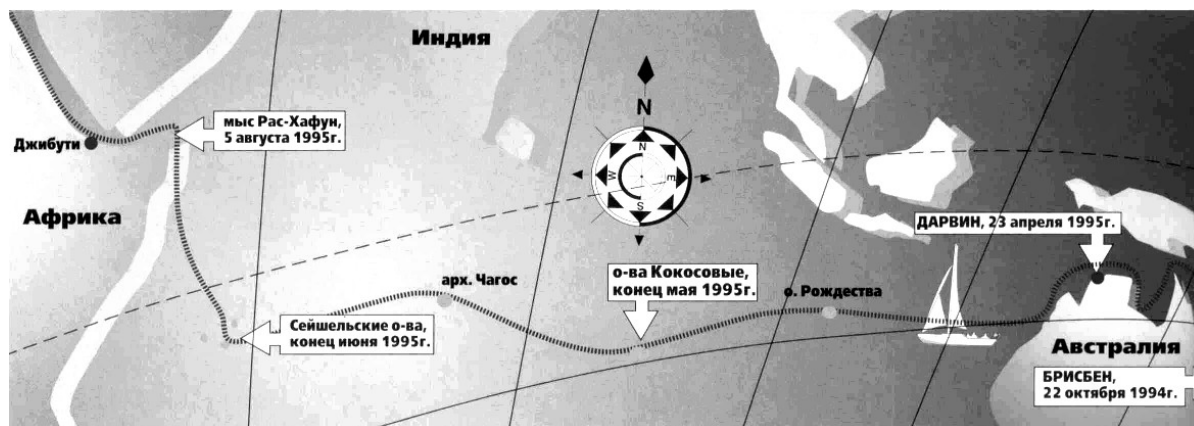 Индия
мыс Рас-Хафун,
5 августа 1995г.
Джибути
Африка
N
N
W
E
S
ДАРВИН, 23 апреля 1995г.
арх. Чагос
о-ва Кокосовые,
конец мая 1995г.
о. Рождества
Сейшельские о-ва,
конец июня 1995г.
Австралия
БРИСБЕН,
22 октября 1994г.